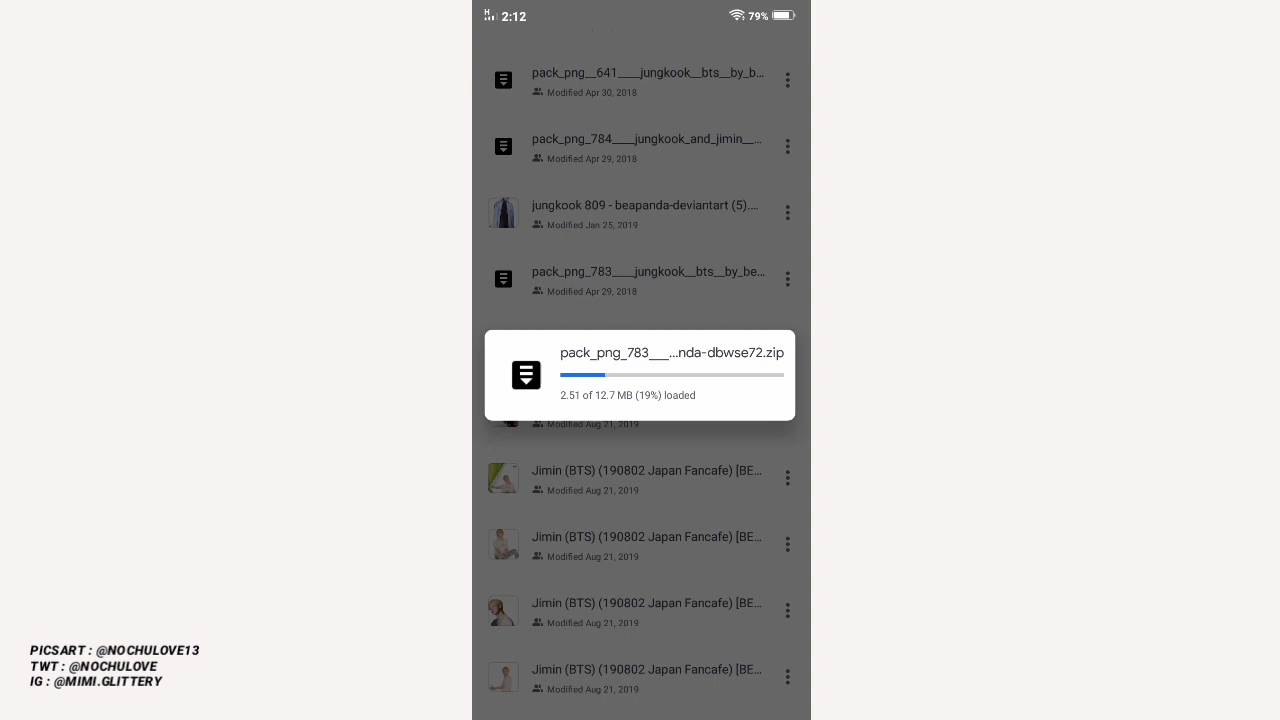 H
2:12
79%
pack_png__641____jungkook__bts__by_b...
Modified Apr 30, 2018
pack_png_784____jungkook_and_jimin__...
Modified Apr 29, 2018
jungkook 809 - beapanda-deviantart (5)....
Modified Jan 25, 2019
pack_png_783____jungkook__bts__by_be...
Modified Apr 29, 2018
pack_png_783___...nda-dbwse72.zip
2.51 of 12.7 MB (19%) loaded
Modified Aug 21, 2019
Jimin (BTS) (190802 Japan Fancafe) [BE...
Modified Aug 21, 2019
Jimin (BTS) (190802 Japan Fancafe) [BE...
Modified Aug 21, 2019
Jimin (BTS) (190802 Japan Fancafe) [BE...
Modified Aug 21, 2019
Jimin (BTS) (190802 Japan Fancafe) [BE...
Modified Aug 21, 2019
PICSART : @NOCHULOVE13
TWT : @NOCHULOVE
IG : @MIMI.GLITTERY